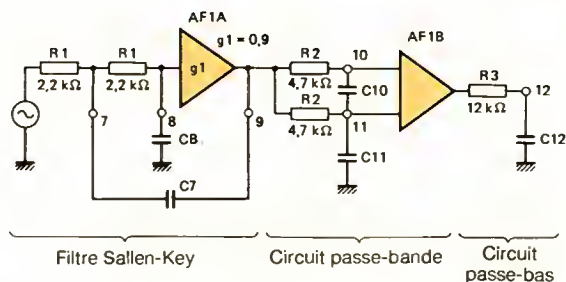 AF1A
g1 = 0,9
AF1B
R1
R1
R2
10
R3
12
2,2 kΩ
2,2 kΩ
g1
4,7 kΩ
C10
12 kΩ
R2
7
8
9
4,7 kΩ
11
C8
C11
C12
C7
Filtre Sallen-Key
Circuit passe-bande
Circuit
passe-bas